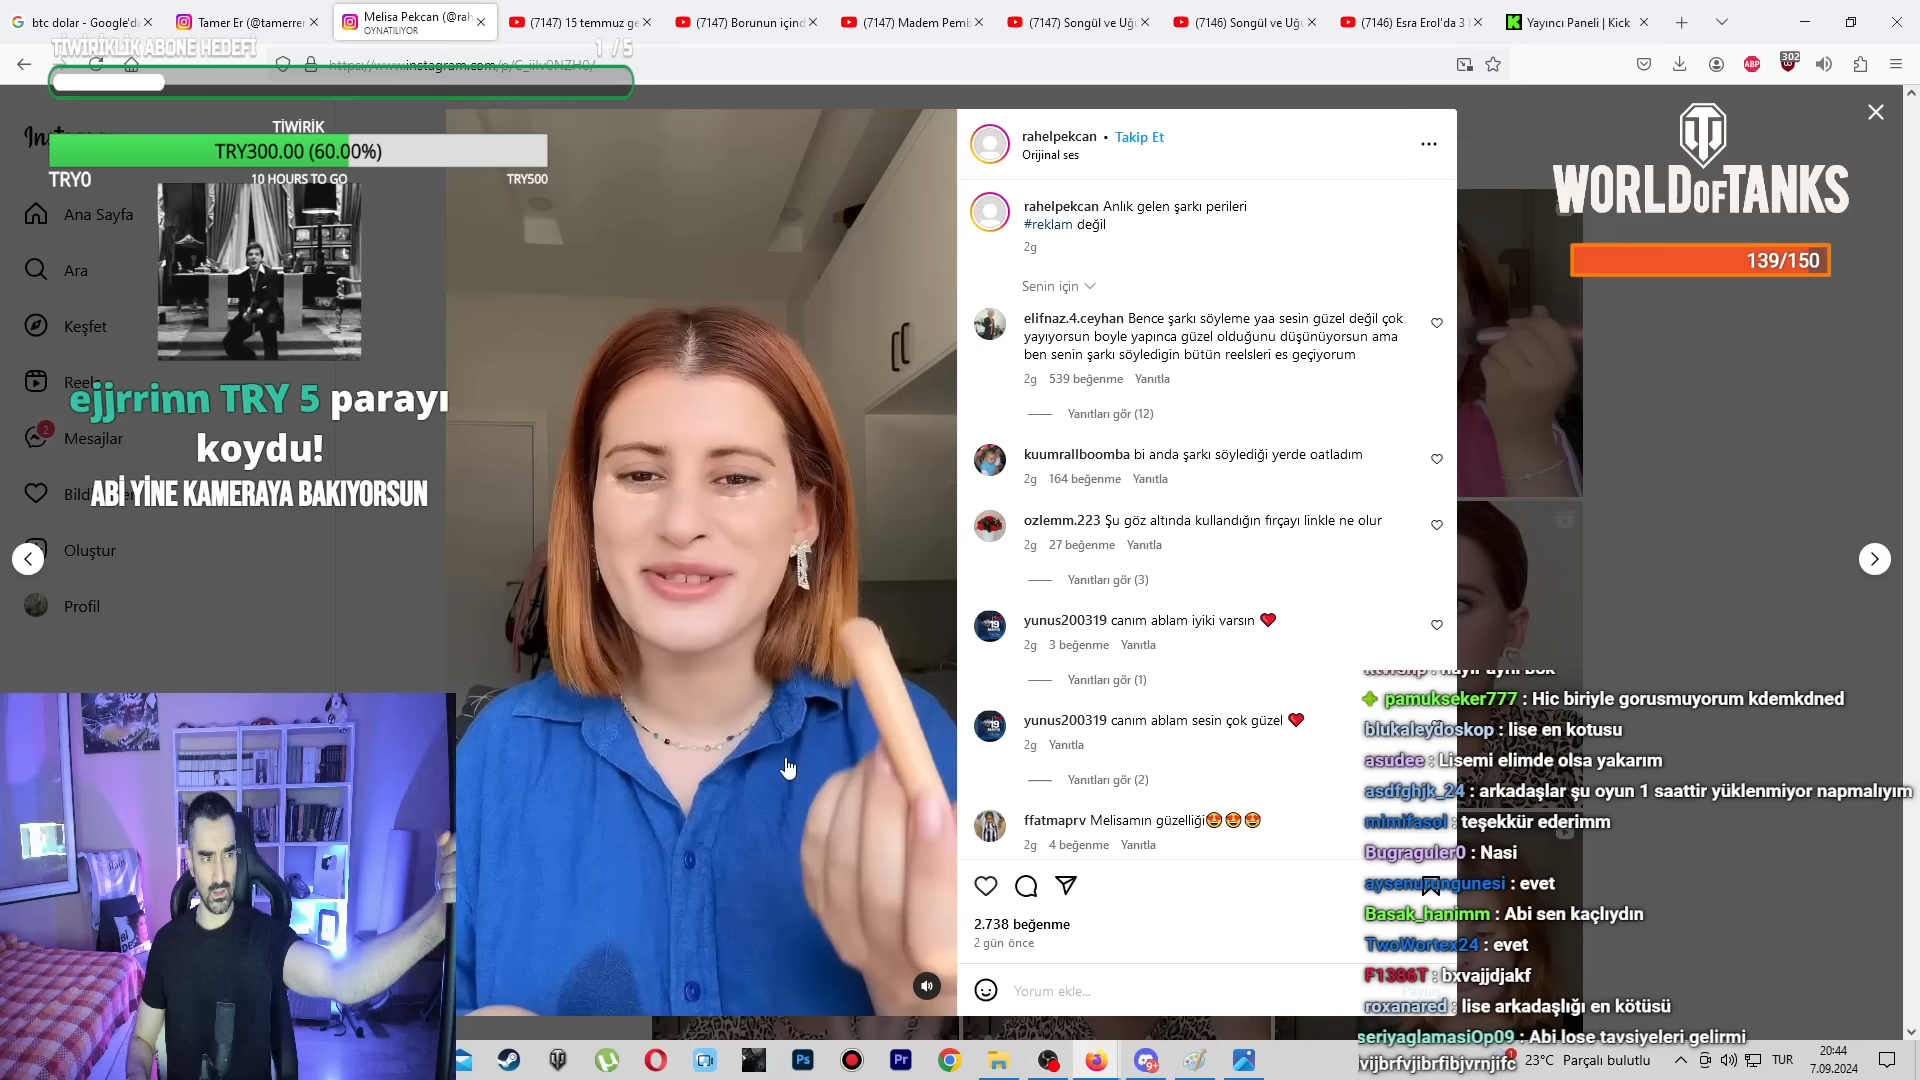 btc dolar - Google'da
Tamer Er (@tamerrer
Melisa Pekcan (@rah
OYNATILIYOR
(7147) 15 temmuz ge
(7147) Borunun içind
(7147) Madem Pemb
(7147) Songül ve Uğu
(7146) Songül ve Uğu
(7146) Esra Erol'da 3
Yayıncı Paneli | Kick
TİWİRİKLİK ABONE HEDEFİ
1 / 5
ABP
302
TİWİRİK
TRY300.00 (60.00%)
TRY0
10 HOURS TO GO
TRY500
Ana Sayfa
Ara
Keşfet
Reels
2
Mesajlar
Oluştur
Profil
ejjrrinn TRY 5 parayı
koydu!
ABİ YİNE KAMERAYA BAKIYORSUN
rahelpekcan • Takip Et
Orijinal ses
rahelpekcan Anlık gelen şarkı perileri
#reklam değil
2g
Senin için
elifnaz.4.ceyhan Bence şarkı söyleme yaa sesin güzel değil çok
yayıyorsun boyle yapınca güzel olduğunu düşünüyorsun ama
ben senin şarkı söyledigin bütün reelsleri es geçiyorum
2g 539 beğenme Yanıtla
Yanıtları gör (12)
kuumrallboomba bi anda şarkı söylediği yerde oatladım
2g 164 beğenme Yanıtla
ozlemm.223 Şu göz altında kullandığın fırçayı linkle ne olur
2g 27 beğenme Yanıtla
Yanıtları gör (3)
yunus200319 canım ablam iyiki varsın ❤️
2g 3 beğenme Yanıtla
Yanıtları gör (1)
yunus200319 canım ablam sesin çok güzel ❤️
2g Yanıtla
Yanıtları gör (2)
ffatmaprv Melisamın güzelliği😍😍😍
2g 4 beğenme Yanıtla
2.738 beğenme
2 gün önce
Yorum ekle...
WORLD OF TANKS
139/150
pamukseker777 : Hic biriyle gorusmuyorum kdemkdned
blukaleydoskop : lise en kotusu
asudee : Lisemi elimde olsa yakarım
asdfghjk_24 : arkadaşlar şu oyun 1 saattir yüklenmiyor napmalıyım
mimifasol : teşekkür ederimm
Bugraguler0 : Nasi
aysenurungunesi : evet
Basak_hanimm : Abi sen kaçlıydın
TwoWortex24 : evet
F1386T : bxvajjdjakf
roxanared : lise arkadaşlığı en kötüsü
seriyaglamasiOp09 : Abi lose tavsiyeleri gelirmi
Ps
Pr
9+
23°C Parçalı bulutlu
TUR
20:44
7.09.2024